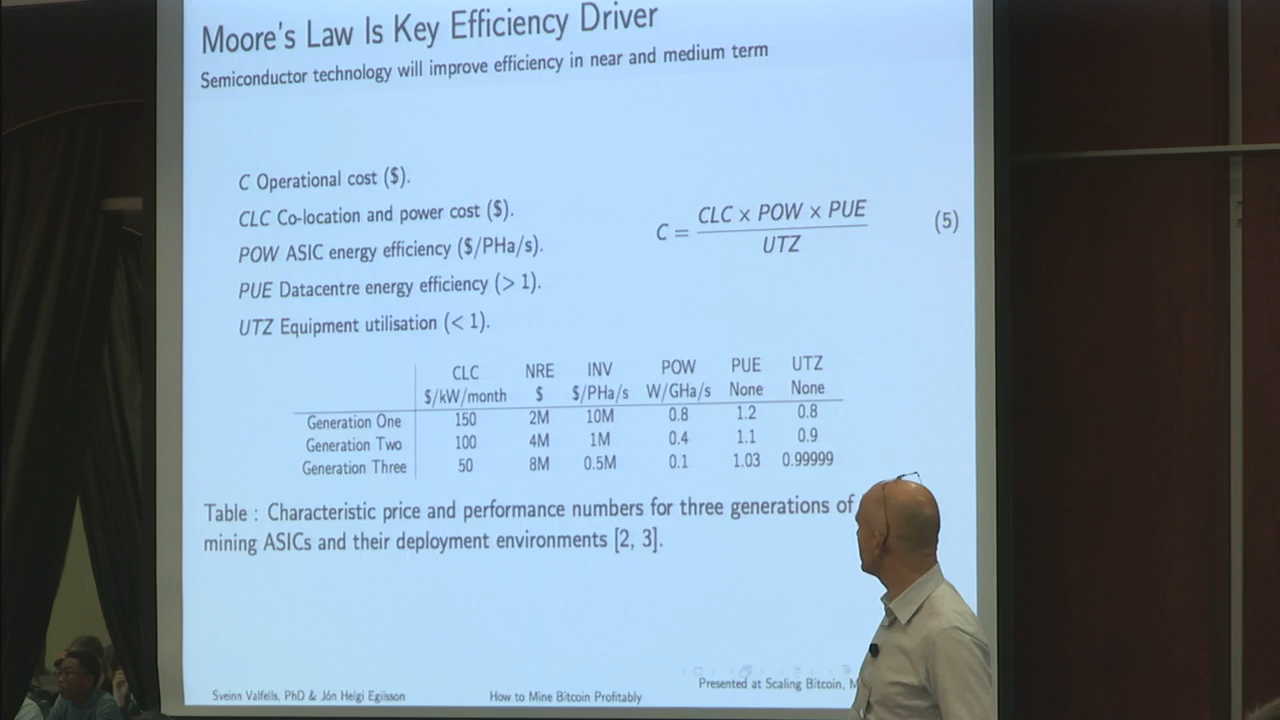 Moore's Law Is Key Efficiency Driver
Semiconductor technology will improve efficiency in near and medium term
C Operational cost ($).
CLC Co-location and power cost ($).
POW ASIC energy efficiency ($/PHa/s).
PUE Datacentre energy efficiency (> 1).
UTZ Equipment utilisation (< 1).
C = CLC × POW × PUE / UTZ (5)
CLC NRE INV POW PUE UTZ
$/kW/month $ $/PHa/s W/GHa/s None None
Generation One 150 2M 10M 0.8 1.2 0.8
Generation Two 100 4M 1M 0.4 1.1 0.9
Generation Three 50 8M 0.5M 0.1 1.03 0.99999
Table : Characteristic price and performance numbers for three generations of
mining ASICs and their deployment environments [2, 3].
Sveinn Valfells, PhD & Jón Helgi Egilsson
How to Mine Bitcoin Profitably
Presented at Scaling Bitcoin, M